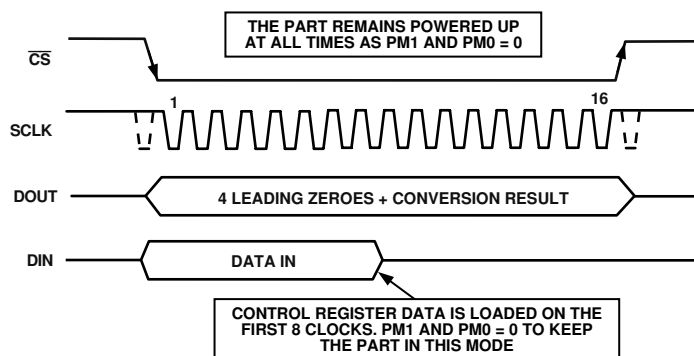 THE PART REMAINS POWERED UP
AT ALL TIMES AS PM1 AND PM0 = 0
CS
1
16
SCLK
DOUT
4 LEADING ZEROES + CONVERSION RESULT
DIN
DATA IN
CONTROL REGISTER DATA IS LOADED ON THE
FIRST 8 CLOCKS. PM1 AND PM0 = 0 TO KEEP
THE PART IN THIS MODE